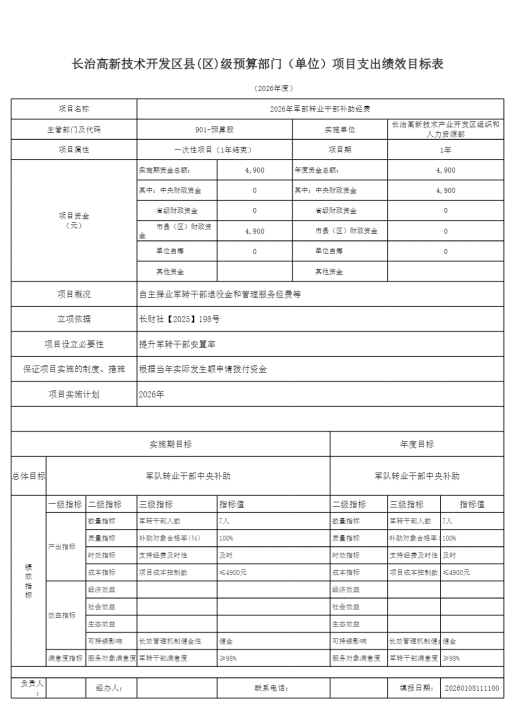 长治高新技术开发区县(区)级预算部门（单位）项目支出绩效目标表
（2026年度）
项目名称 2026年军部转业干部补助经费
主管部门及代码 901-预算股 实施单位 长治高新技术产业开发区组织和人力资源部
项目属性 一次性项目（1年结束） 项目期 1年
项目资金（元） 实施期资金总额： 4,900 年度资金总额： 4,900
其中：中央财政资金 0 其中：中央财政资金 4,900
省级财政资金 0 省级财政资金 0
市县（区）财政资金 4,900 市县（区）财政资金 0
单位自筹 0 单位自筹 0
其他资金 其他资金
项目概况 自主择业军转干部退役金和管理服务经费等
立项依据 长财社【2025】198号
项目设立必要性 提升军转干部安置率
保证项目实施的制度、措施 根据当年实际发生额申请拨付资金
项目实施计划 2026年
实施期目标 年度目标
总体目标 军队转业干部中央补助 军队转业干部中央补助
绩效指标 一级指标 二级指标 三级指标 指标值 二级指标 三级指标 指标值
产出指标 数量指标 军转干部人数 7人 数量指标 军转干部人数 7人
质量指标 补助对象合格率(%) 100% 质量指标 补助对象合格率 100%
时效指标 支持经费及时性 及时 时效指标 支持经费及时性 及时
成本指标 项目成本控制数 ≤4900元 成本指标 项目成本控制数 ≤4900元
效益指标 经济效益 经济效益
社会效益 社会效益
生态效益 生态效益
可持续影响 长效管理机制健全性 健全 可持续影响 长效管理机制健 健全
满意度指标 服务对象满意度 军转干部满意度 ≥98% 服务对象满意度 军转干部满意度 ≥98%
负责人： 经办人： 联系电话： 填报日期： 20260108111100